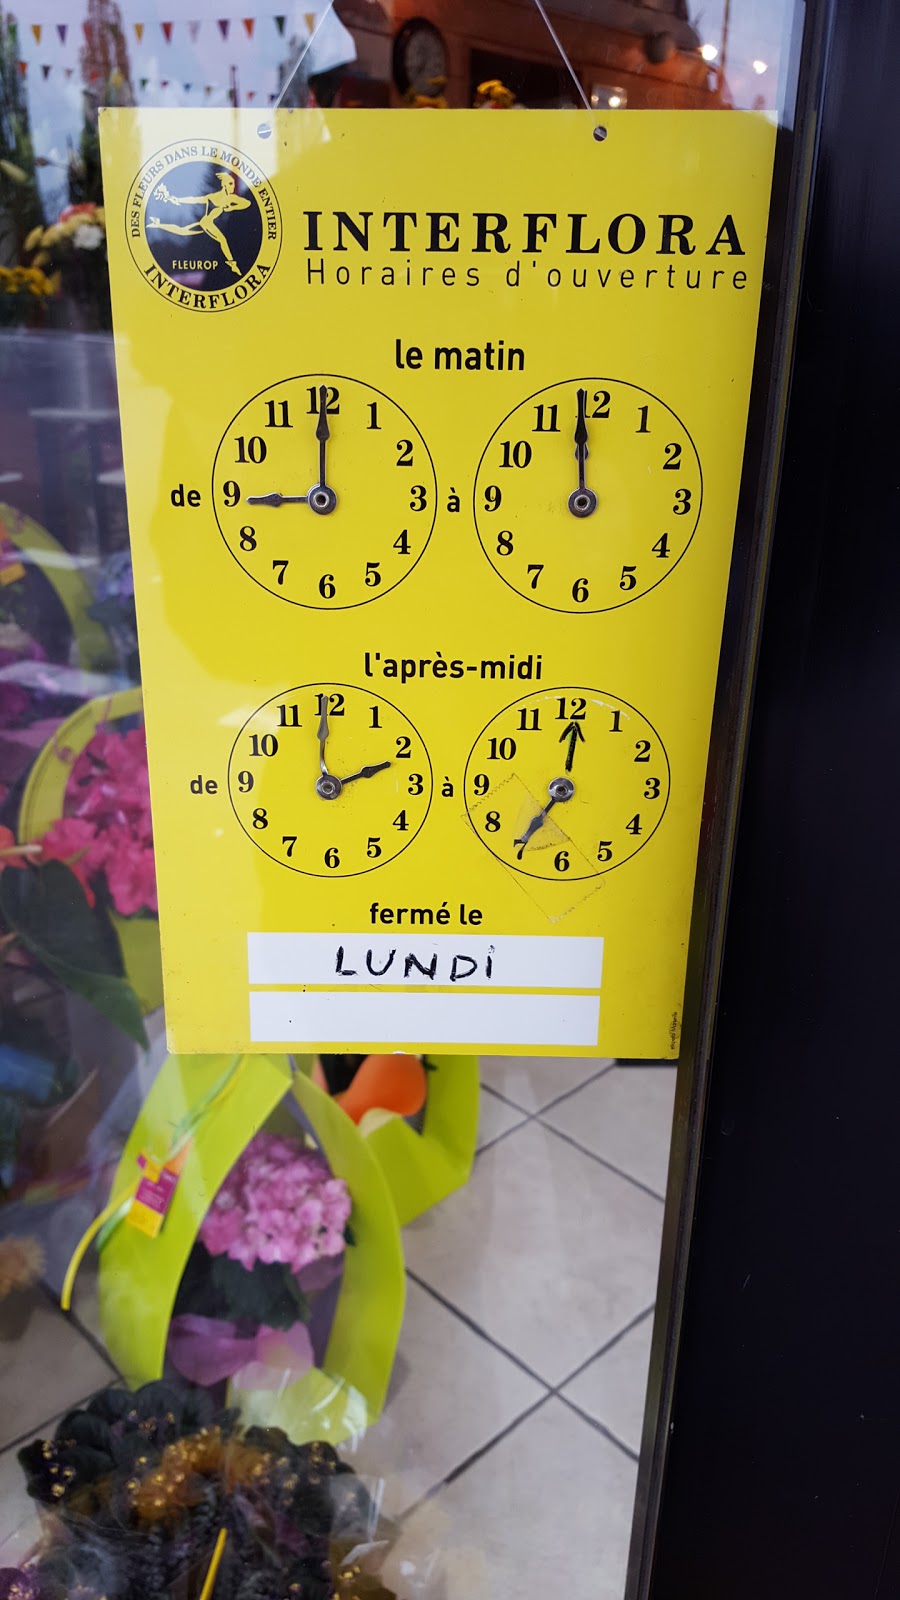 DES FLEURS DANS LE MONDE ENTIER
FLEUROP
INTERFLORA
INTERFLORA
Horaires d'ouverture
le matin
de
12 1 2 3 4 5 6 7 8 9 10 11
à
12 1 2 3 4 5 6 7 8 9 10 11
l'après-midi
de
12 1 2 3 4 5 6 7 8 9 10 11
à
12 1 2 3 4 5 6 7 8 9 10 11
fermé le
LUNDI